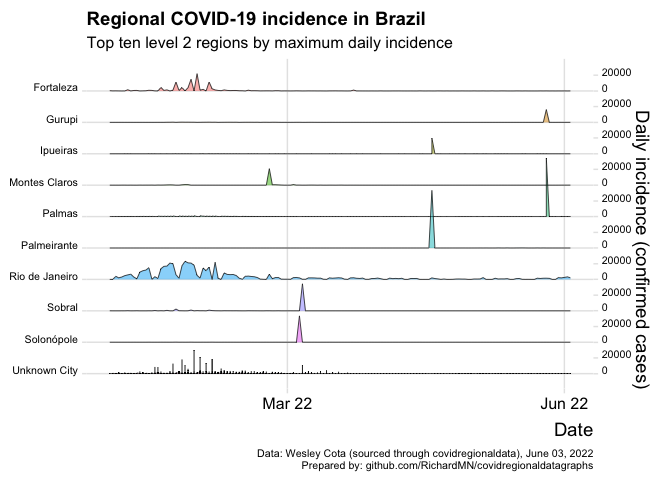 Regional COVID-19 incidence in Brazil
Top ten level 2 regions by maximum daily incidence
Fortaleza
20000
0
Gurupi
20000
0
Ipueiras
20000
0
Montes Claros
20000
0
Palmas
20000
0
Palmeirante
20000
0
Rio de Janeiro
20000
0
Sobral
20000
0
Solonópole
20000
0
Unknown City
20000
0
Daily incidence (confirmed cases)
Mar 22
Jun 22
Date
Data: Wesley Cota (sourced through covidregionaldata), June 03, 2022
Prepared by: github.com/RichardMN/covidregionaldatagraphs